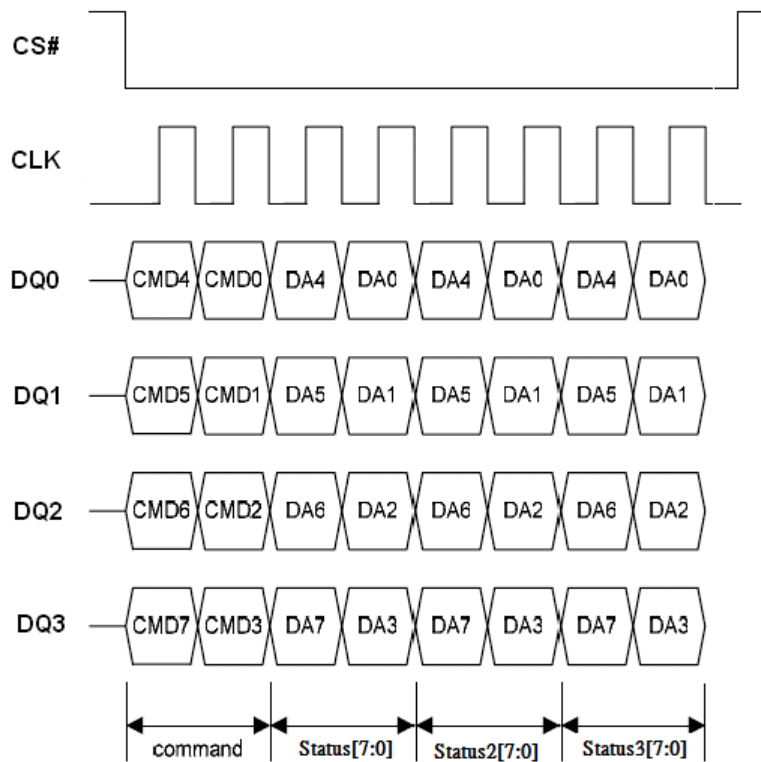 CS#
CLK
DQ0 CMD4 CMD0 DA4 DA0 DA4 DA0 DA4 DA0
DQ1 CMD5 CMD1 DA5 DA1 DA5 DA1 DA5 DA1
DQ2 CMD6 CMD2 DA6 DA2 DA6 DA2 DA6 DA2
DQ3 CMD7 CMD3 DA7 DA3 DA7 DA3 DA7 DA3
command Status[7:0] Status2[7:0] Status3[7:0]